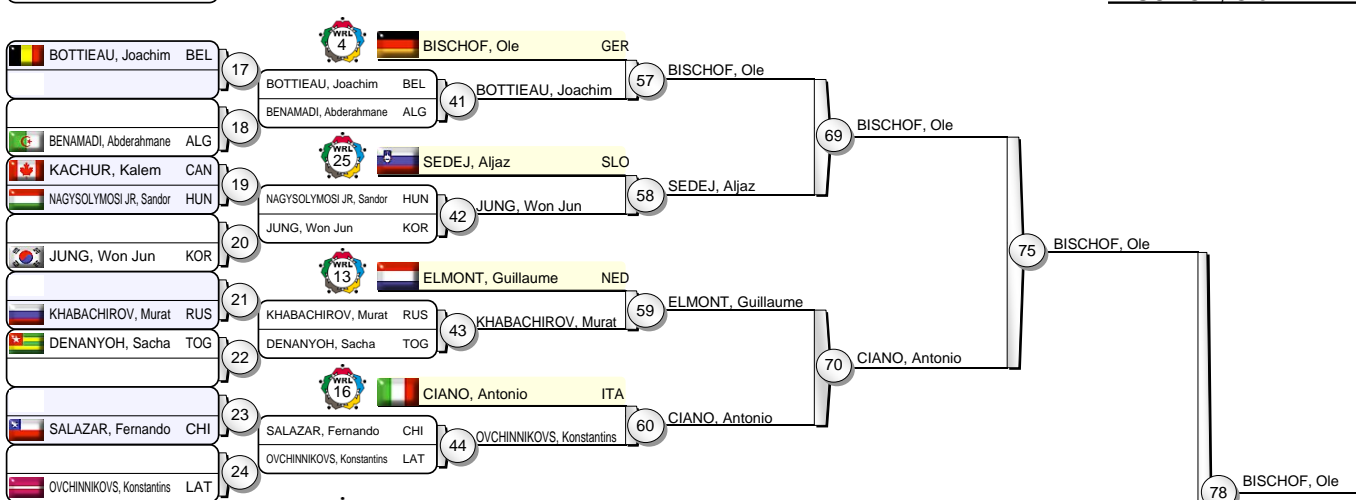 WRL
4
BISCHOF, Ole GER
BOTTIEAU, Joachim BEL
17
BOTTIEAU, Joachim BEL
BENAMADI, Abderahmane ALG
41
BOTTIEAU, Joachim
57
BISCHOF, Ole
18
BENAMADI, Abderahmane ALG
69
BISCHOF, Ole
WRL
25
SEDEJ, Aljaz SLO
KACHUR, Kalem CAN
19
NAGYSOLYMOSI JR, Sandor HUN
NAGYSOLYMOSI JR, Sandor HUN
JUNG, Won Jun KOR
42
JUNG, Won Jun
58
SEDEJ, Aljaz
20
JUNG, Won Jun KOR
75
BISCHOF, Ole
WRL
13
ELMONT, Guillaume NED
21
KHABACHIROV, Murat RUS
KHABACHIROV, Murat RUS
DENANYOH, Sacha TOG
43
KHABACHIROV, Murat
59
ELMONT, Guillaume
DENANYOH, Sacha TOG
22
70
CIANO, Antonio
WRL
16
CIANO, Antonio ITA
23
SALAZAR, Fernando CHI
SALAZAR, Fernando CHI
OVCHINNIKOVS, Konstantins LAT
44
OVCHINNIKOVS, Konstantins
60
CIANO, Antonio
24
OVCHINNIKOVS, Konstantins LAT
78
BISCHOF, Ole